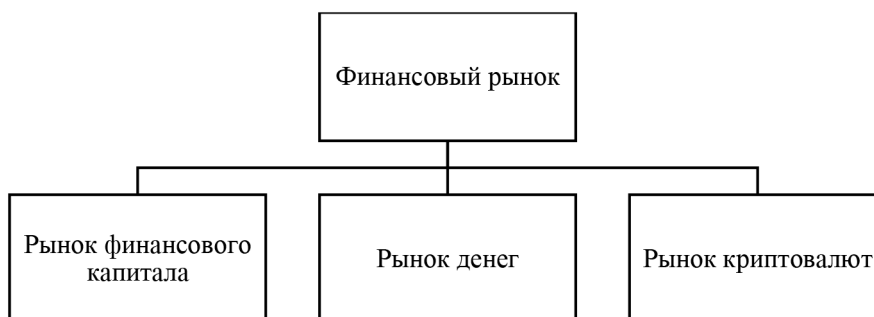 Финансовый рынок
Рынок финансового
капитала
Рынок денег
Рынок криптовалют